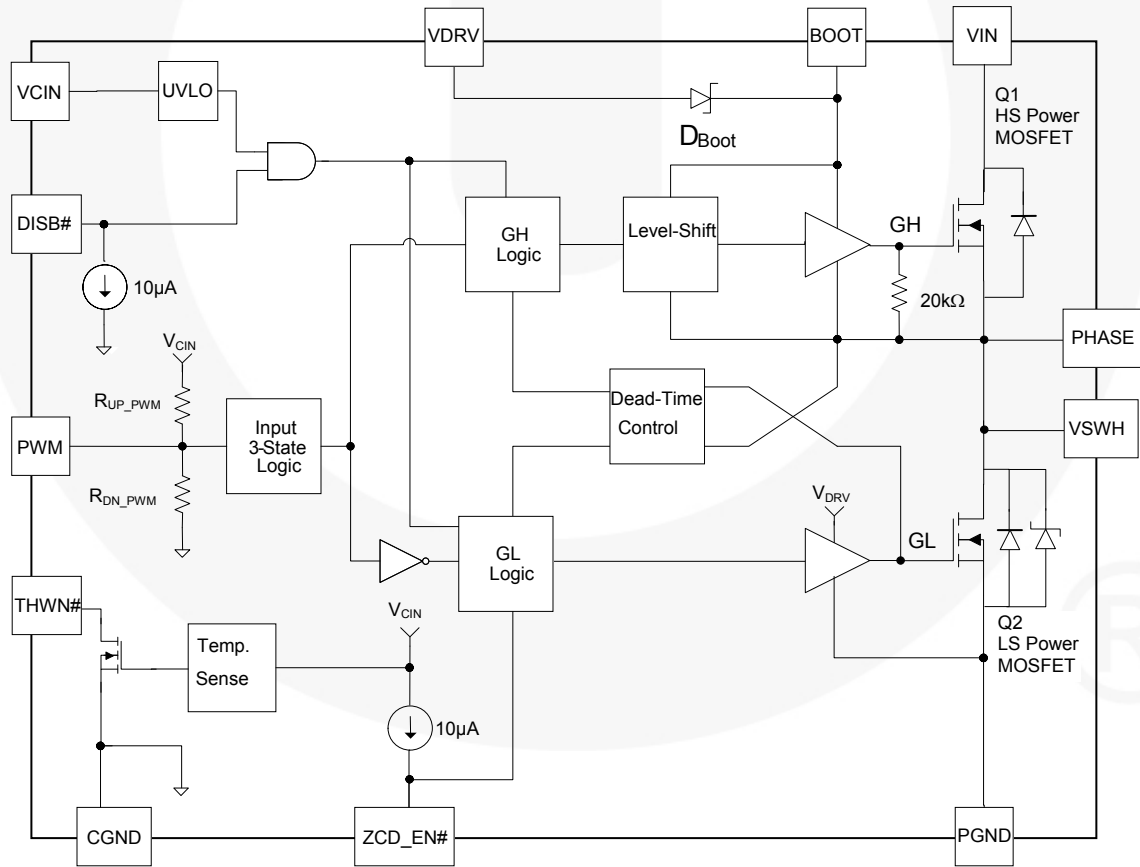 VDRV
BOOT
VIN
VCIN
UVLO
Q1
HS Power
MOSFET
DBoot
DISB#
GH
Logic
Level-Shift
GH
10µA
20kΩ
VCIN
PHASE
RUP_PWM
Dead-Time
Control
VSWH
PWM
Input
3-State
Logic
RDN_PWM
VDRV
GL
Logic
GL
THWN#
VCIN
Q2
LS Power
MOSFET
Temp.
Sense
10µA
®
CGND
ZCD_EN#
PGND